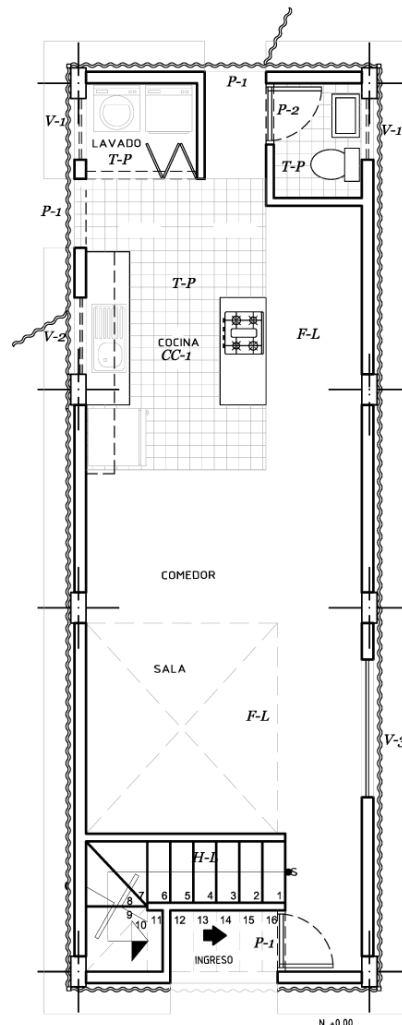 P-1
V-1
P-2
V-1
LAVADO
T-P
T-P
P-1
T-P
F-L
V-2
COCINA
CC-1
COMEDOR
SALA
F-L
V-3
H-L
7 6 5 4 3 2 1 S
8
9
10 11 12 13 14 15 16
P-1
INGRESO
N +0.00